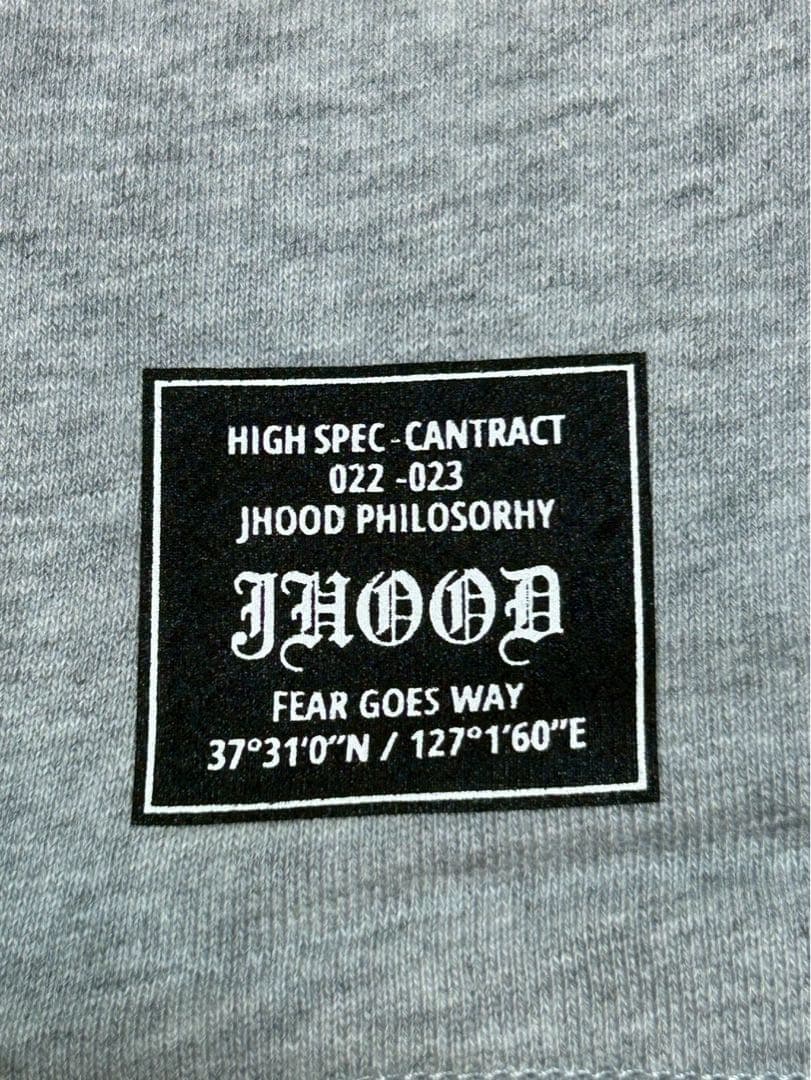 HIGH SPEC-CANTRACT
022 -023
JHOOD PHILOSORHY
JHOOD
FEAR GOES WAY
37°31'0"N / 127°1'60"E